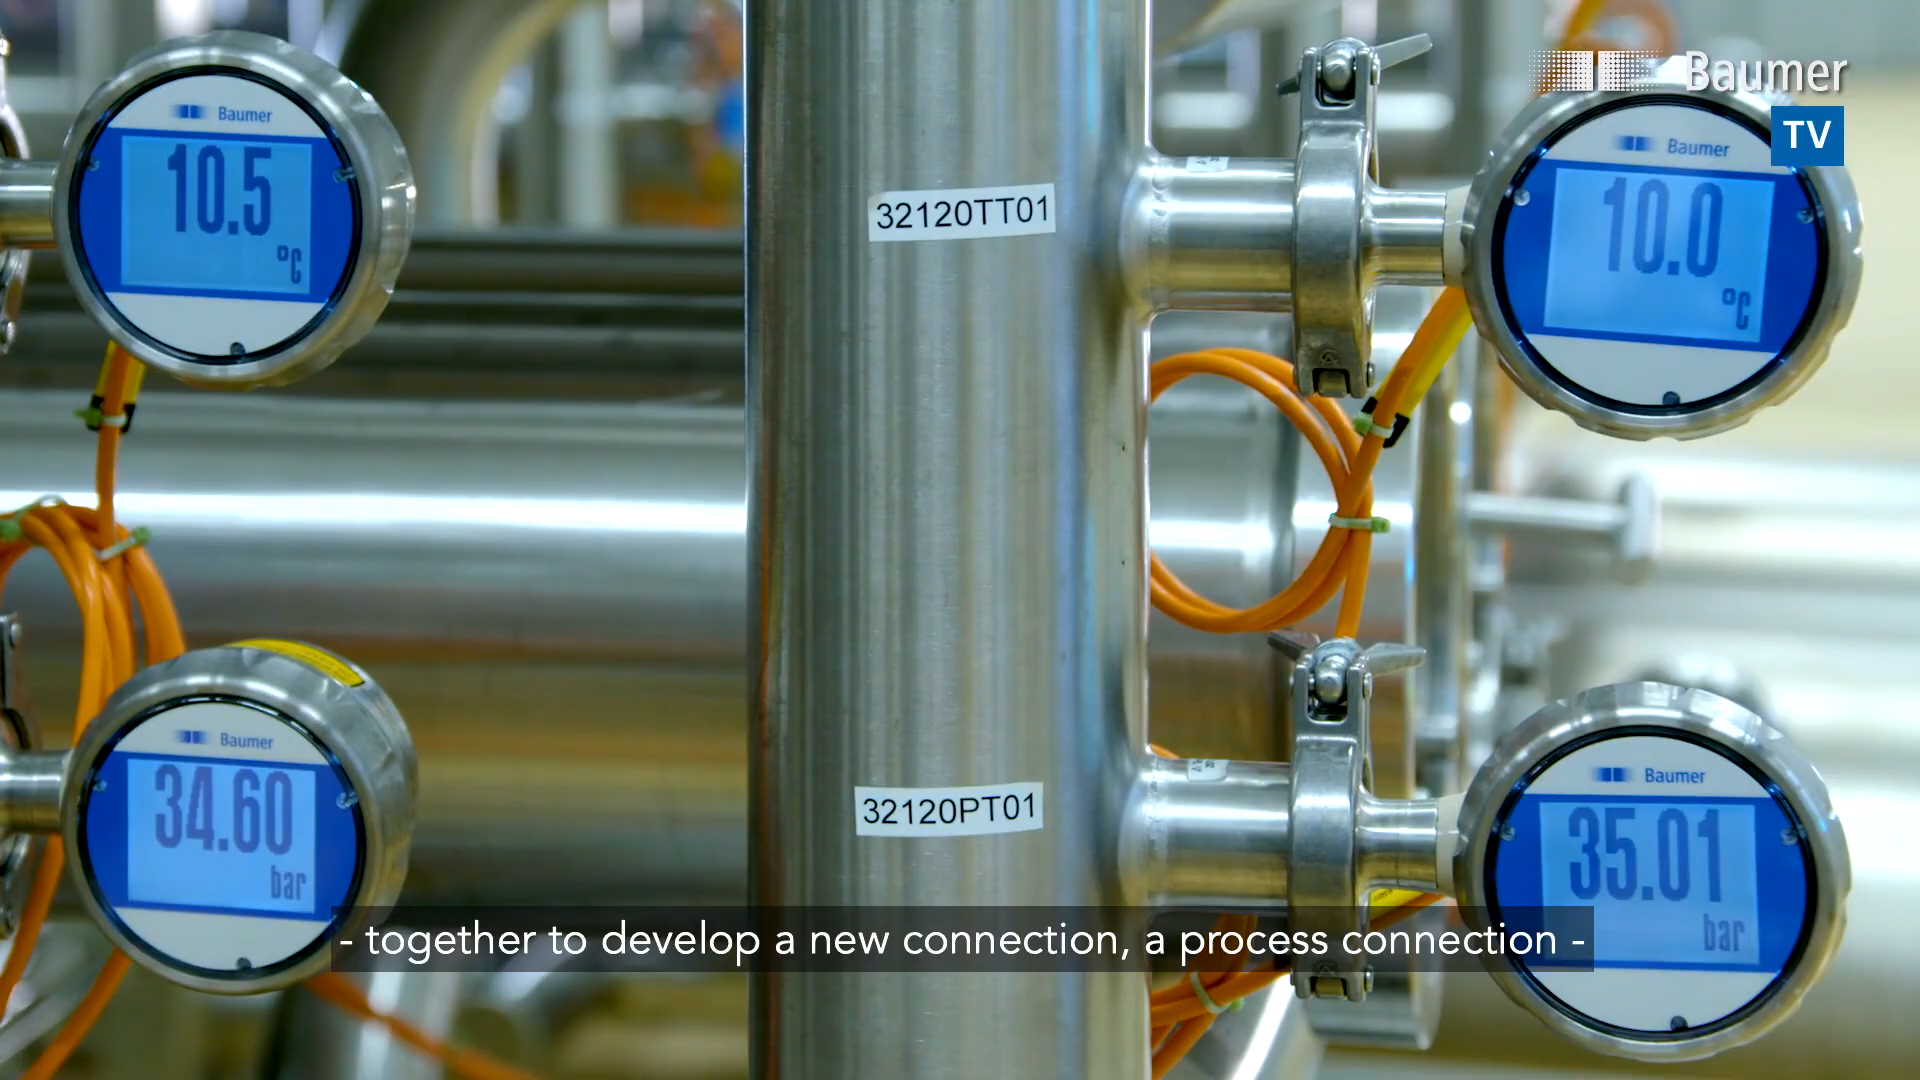 Baumer
TV
Baumer
10.5
°C
32120TT01
Baumer
10.0
°C
Baumer
34.60
bar
32120PT01
Baumer
35.01
bar
- together to develop a new connection, a process connection -